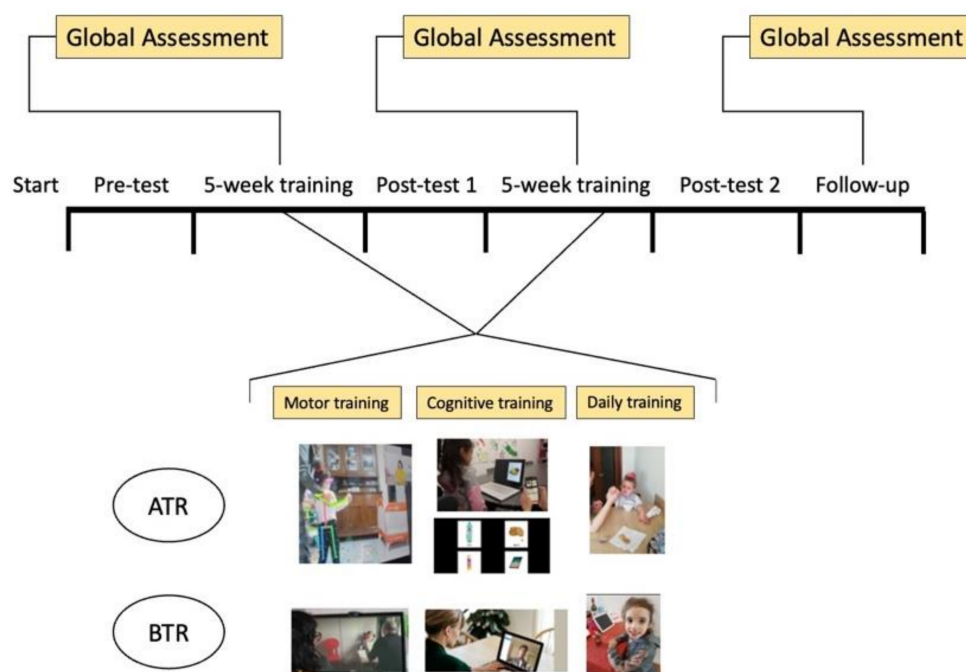 Global Assessment
Global Assessment
Global Assessment
Start
Pre-test
5-week training
Post-test 1
5-week training
Post-test 2
Follow-up
Motor training
Cognitive training
Daily training
ATR
BTR